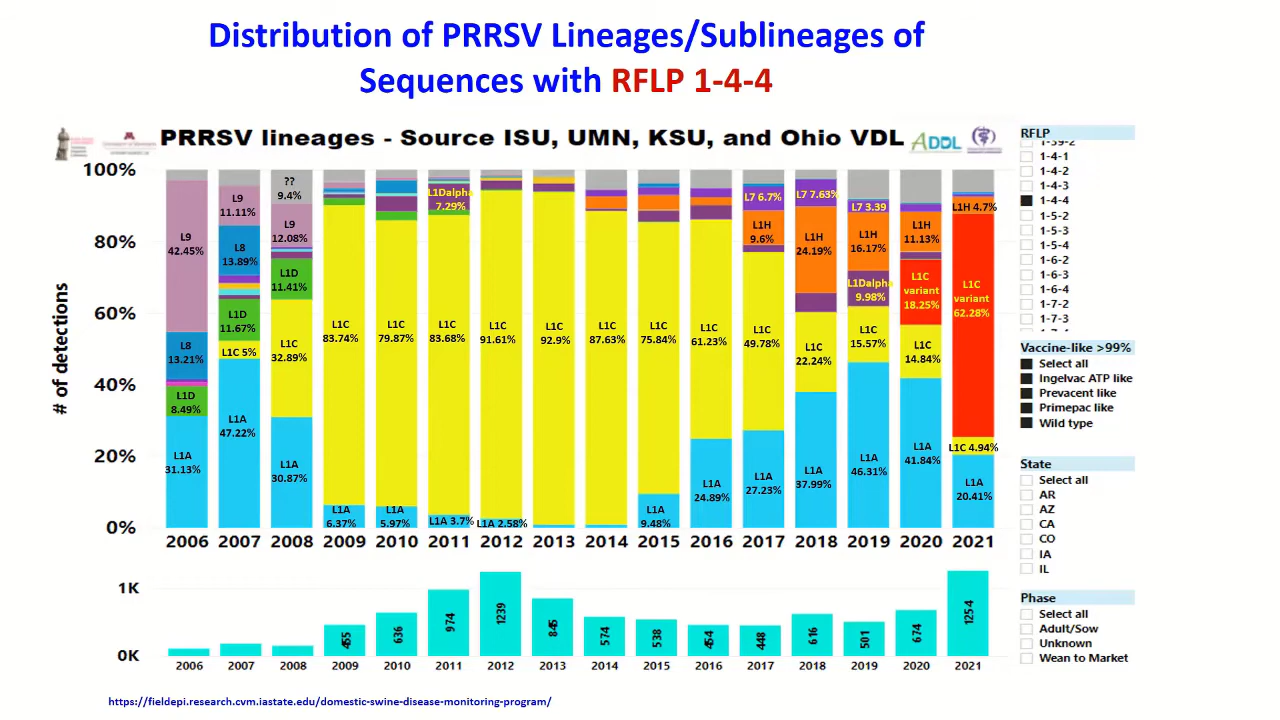 Distribution of PRRSV Lineages/Sublineages of
Sequences with RFLP 1-4-4
PRRSV lineages - Source ISU, UMN, KSU, and Ohio VDL
ADDL
# of detections
100%
80%
60%
40%
20%
0%
L9
42.45%
L8
13.21%
L1D
8.49%
L1A
31.13%
L9
11.11%
L8
13.89%
L1D
11.67%
L1C 5%
L1A
47.22%
??
9.4%
L9
12.08%
L1D
11.41%
L1C
32.89%
L1A
30.87%
L1C
83.74%
L1A
6.37%
L1C
79.87%
L1A
5.97%
L1Dalpha
7.29%
L1C
83.68%
L1A 3.7%
L1C
91.61%
L1A 2.58%
L1C
92.9%
L1C
87.63%
L1C
75.84%
L1A
9.48%
L1C
61.23%
L1A
24.89%
L7 6.7%
L1H
9.6%
L1C
49.78%
L1A
27.23%
L7 7.63%
L1H
24.19%
L1C
22.24%
L1A
37.99%
L7 3.39
L1H
16.17%
L1Dalpha
9.98%
L1C
15.57%
L1A
46.31%
L1H
11.13%
L1C
variant
18.25%
L1C
14.84%
L1A
41.84%
L1H 4.7%
L1C
variant
62.28%
L1C 4.94%
L1A
20.41%
2006 2007 2008 2009 2010 2011 2012 2013 2014 2015 2016 2017 2018 2019 2020 2021
1K
0K
455 636 974 1239 845 574 538 454 448 616 501 674 1254
2006 2007 2008 2009 2010 2011 2012 2013 2014 2015 2016 2017 2018 2019 2020 2021
RFLP
1-39-2
1-4-1
1-4-2
1-4-3
1-4-4
1-5-2
1-5-3
1-5-4
1-6-2
1-6-3
1-6-4
1-7-2
1-7-3
Vaccine-like >99%
Select all
Ingelvac ATP like
Prevacent like
Primepac like
Wild type
State
Select all
AR
AZ
CA
CO
IA
IL
Phase
Select all
Adult/Sow
Unknown
Wean to Market
https://fieldepi.research.cvm.iastate.edu/domestic-swine-disease-monitoring-program/